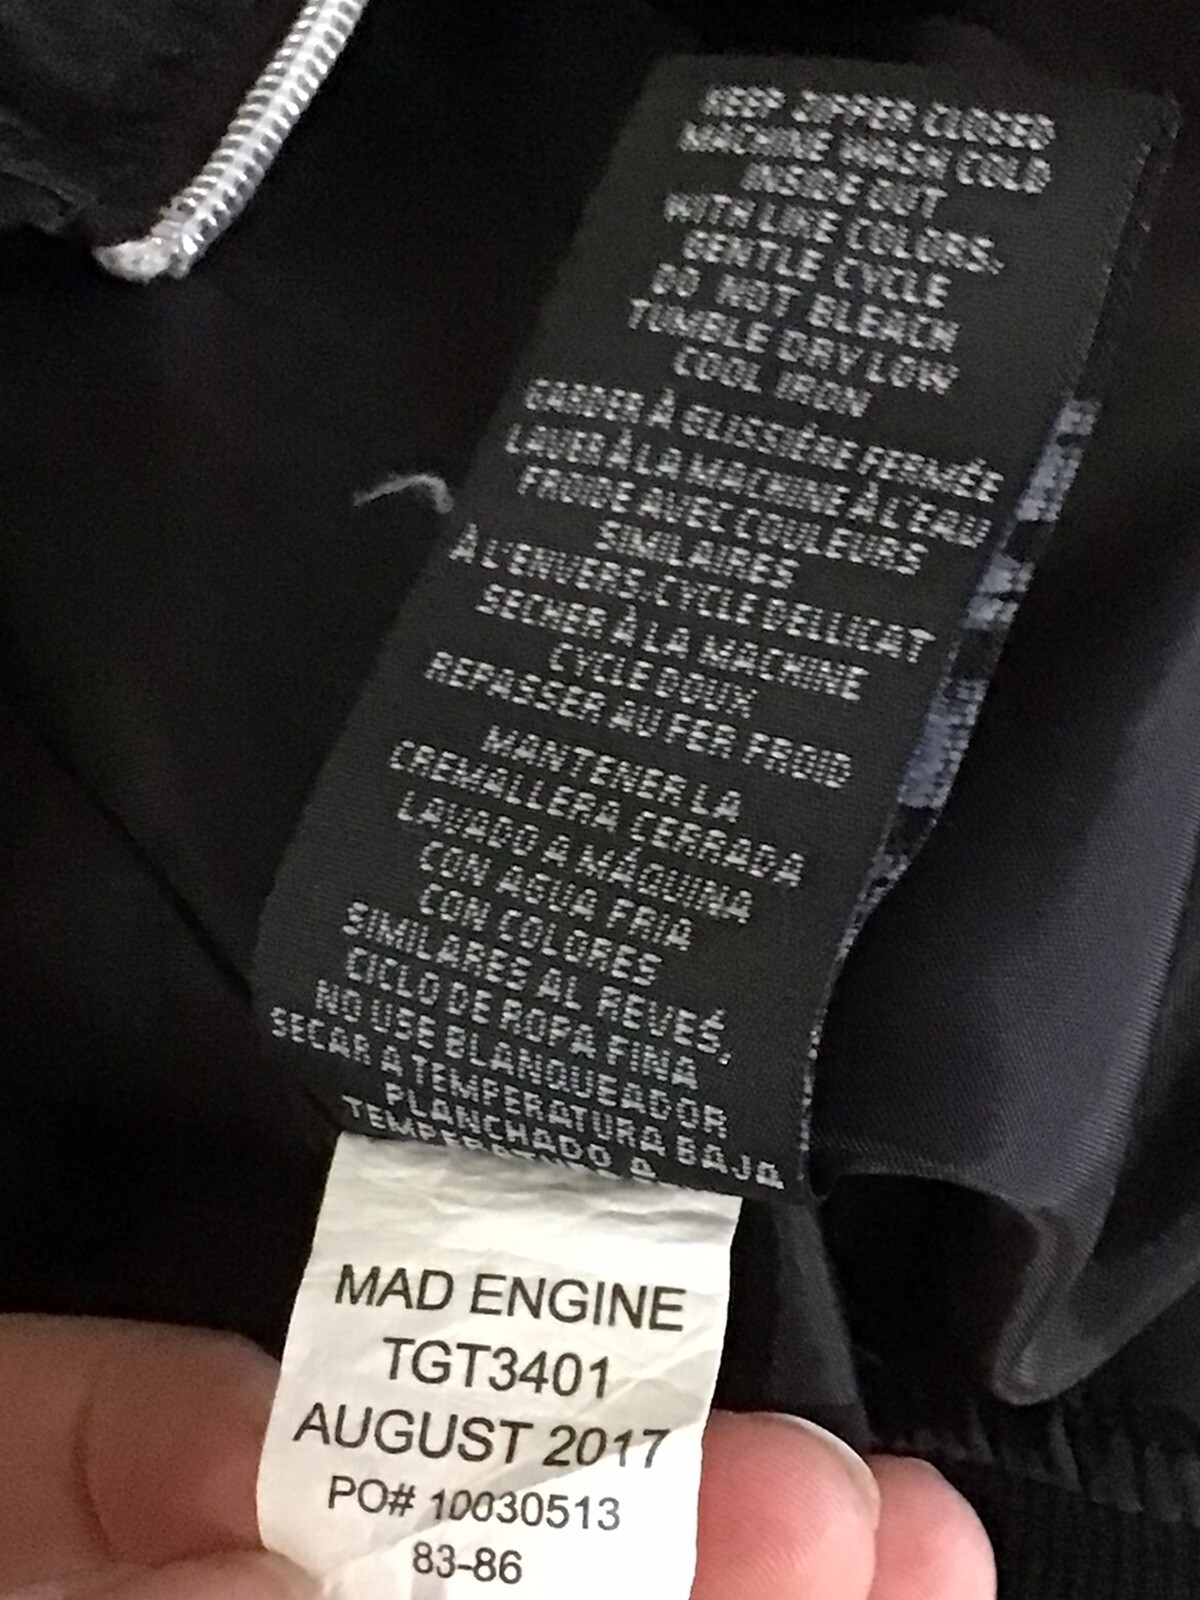 KEEP ZIPPER CLOSED
MACHINE WASH COLD
INSIDE OUT
WITH LIKE COLORS.
GENTLE CYCLE
DO NOT BLEACH
TUMBLE DRY LOW
COOL IRON
GARDER À GLISSIÈRE FERMÉE
LAVER À LA MACHINE À L'EAU
FROIDE AVEC COULEURS
SIMILAIRES
À L'ENVERS, CYCLE DELLICAT
SECHER À LA MACHINE
CYCLE DOUX
REPASSER AU FER FROID
MANTENER LA
CREMALLERA CERRADA
LAVADO A MÁQUINA
CON AGUA FRIA
CON COLORES
SIMILARES AL REVÉS,
CICLO DE ROPA FINA
NO USE BLANQUEADOR
SECAR A TEMPERATURA BAJA
PLANCHADO A
MAD ENGINE
TGT3401
AUGUST 2017
PO# 10030513
83-86